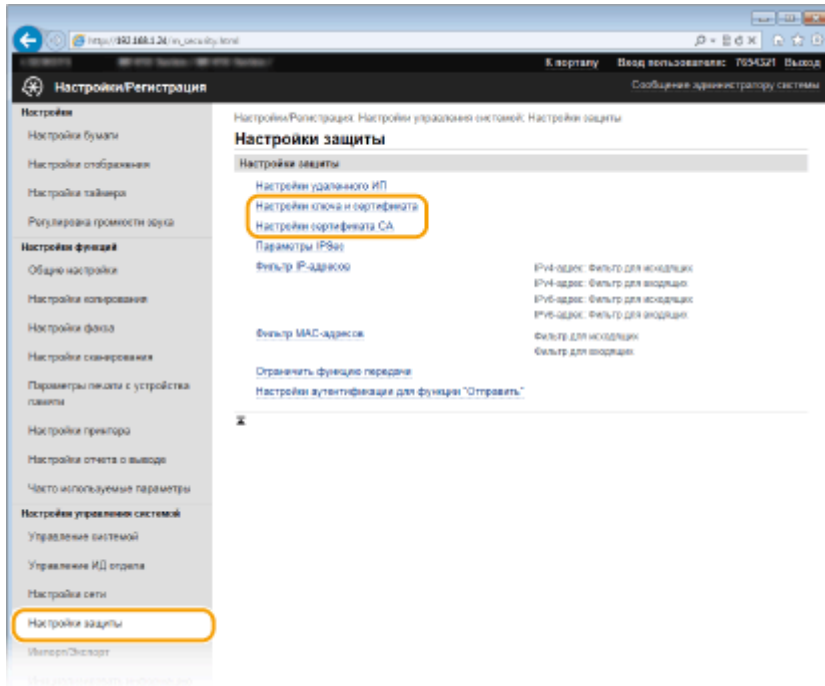 К порталу Ввод пользователя: 7654321 Выход
Настройки/Регистрация
Сообщение администратору системы
Настройки
Настройки бумаги
Настройки отображения
Настройки таймера
Регулировка громкости звука
Настройки функций
Общие настройки
Настройки копирования
Настройки факса
Настройки сканирования
Параметры печати с устройства
памяти
Настройки принтера
Настройки отчета о выводе
Часто используемые параметры
Настройки управления системой
Управление системой
Управление ИД отдела
Настройки сети
Настройки защиты
Импорт/Экспорт
Настройки/Регистрация: Настройки управления системой: Настройки защиты
Настройки защиты
Настройки защиты
Настройки удаленного ИП
Настройки ключа и сертификата
Настройки сертификата CA
Параметры IPSec
Фильтр IP-адресов
IPv4-адрес: Фильтр для исходящих
IPv4-адрес: Фильтр для входящих
IPv6-адрес: Фильтр для исходящих
IPv6-адрес: Фильтр для входящих
Фильтр MAC-адресов
Фильтр для исходящих
Фильтр для входящих
Ограничить функцию передачи
Настройки аутентификации для функции "Отправить"